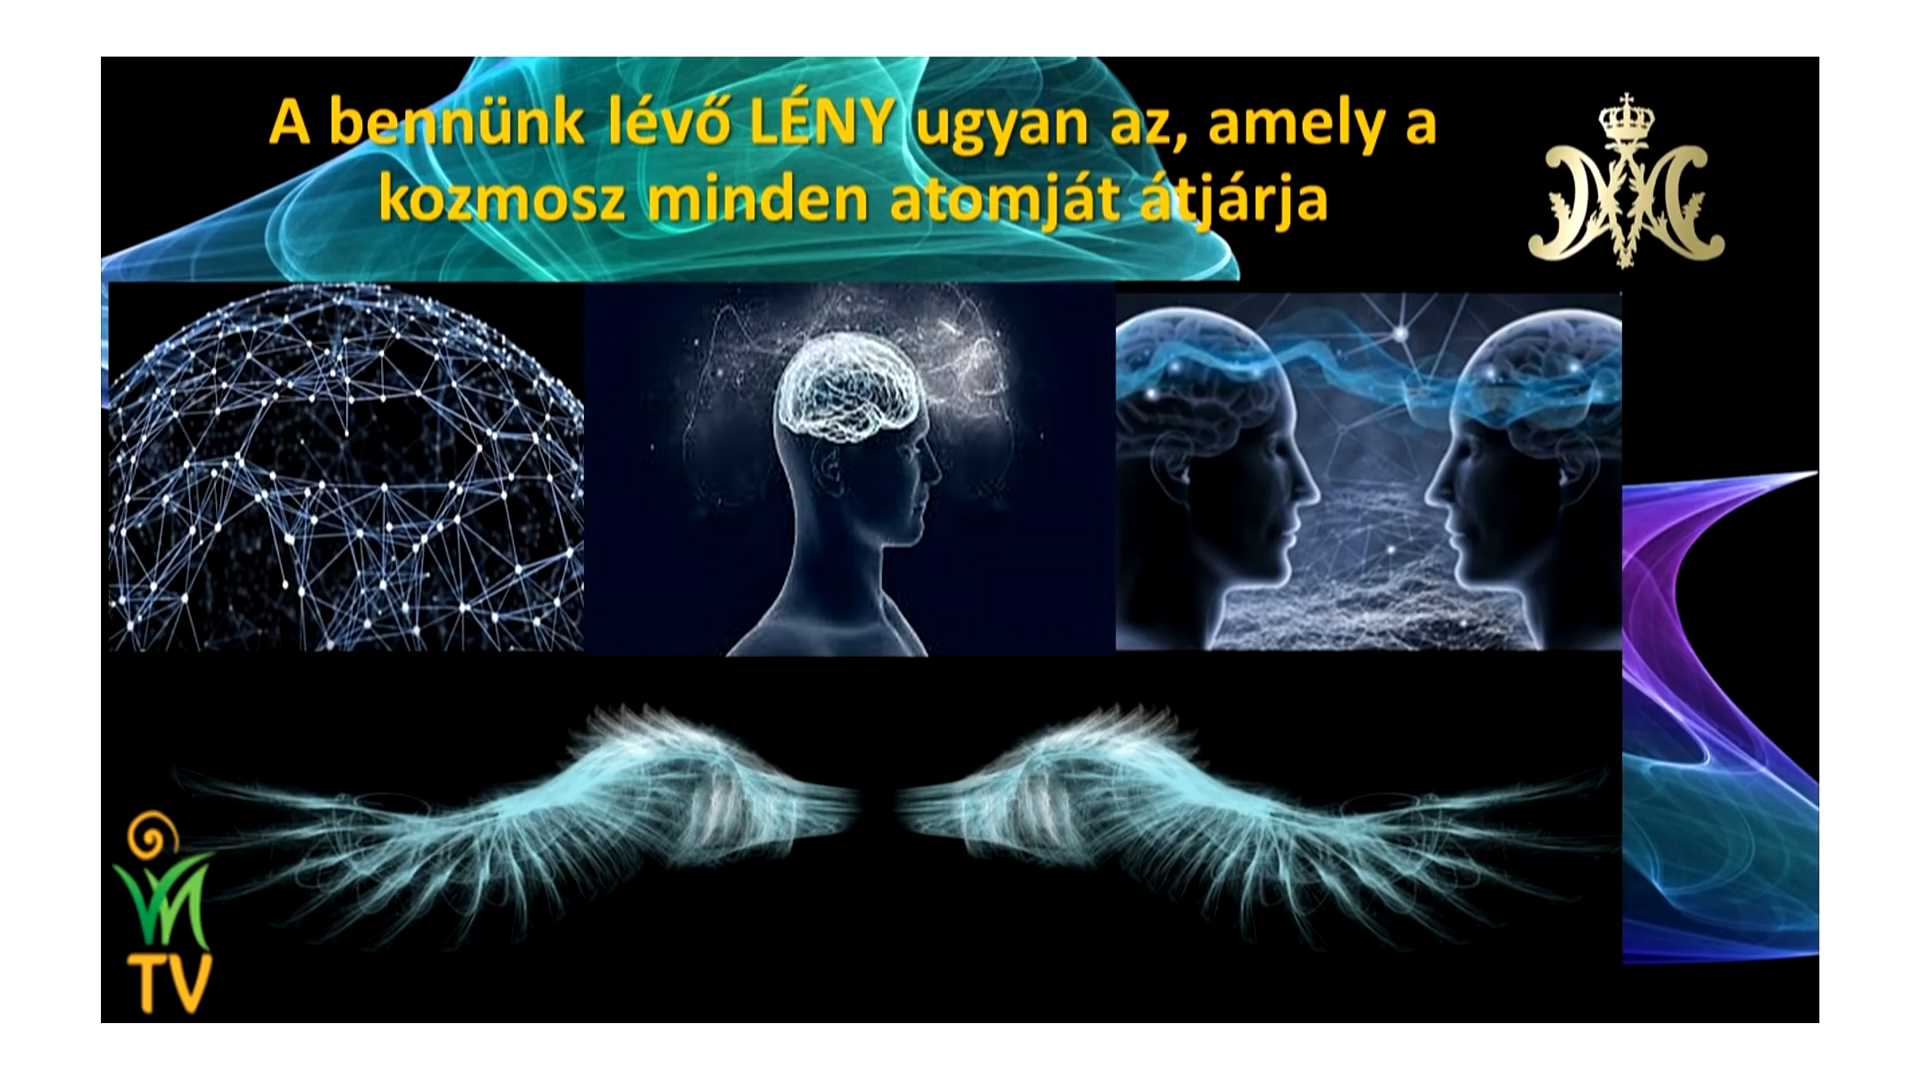 A bennünk lévő LÉNY ugyan az, amely a
kozmosz minden atomját átjárja
TV